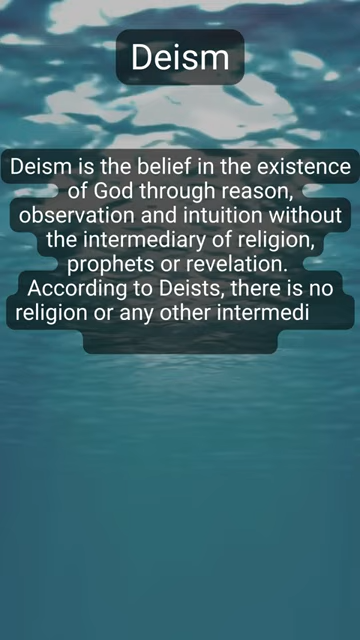 Deism
Deism is the belief in the existence
of God through reason,
observation and intuition without
the intermediary of religion,
prophets or revelation.
According to Deists, there is no
religion or any other intermedi